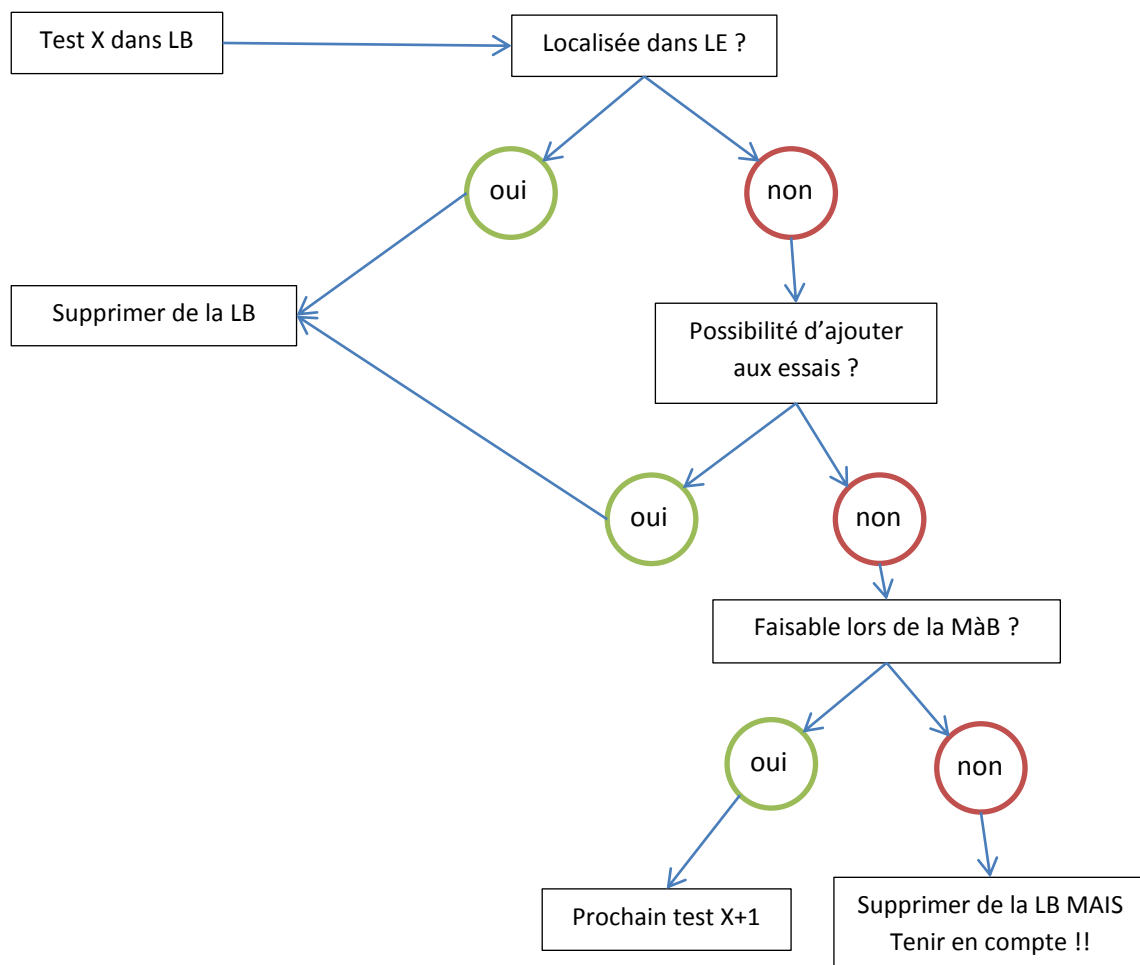 Test X dans LB
Localisée dans LE ?
oui
non
Supprimer de la LB
Possibilité d’ajouter
aux essais ?
oui
non
Faisable lors de la MàB ?
oui
non
Prochain test X+1
Supprimer de la LB MAIS
Tenir en compte !!